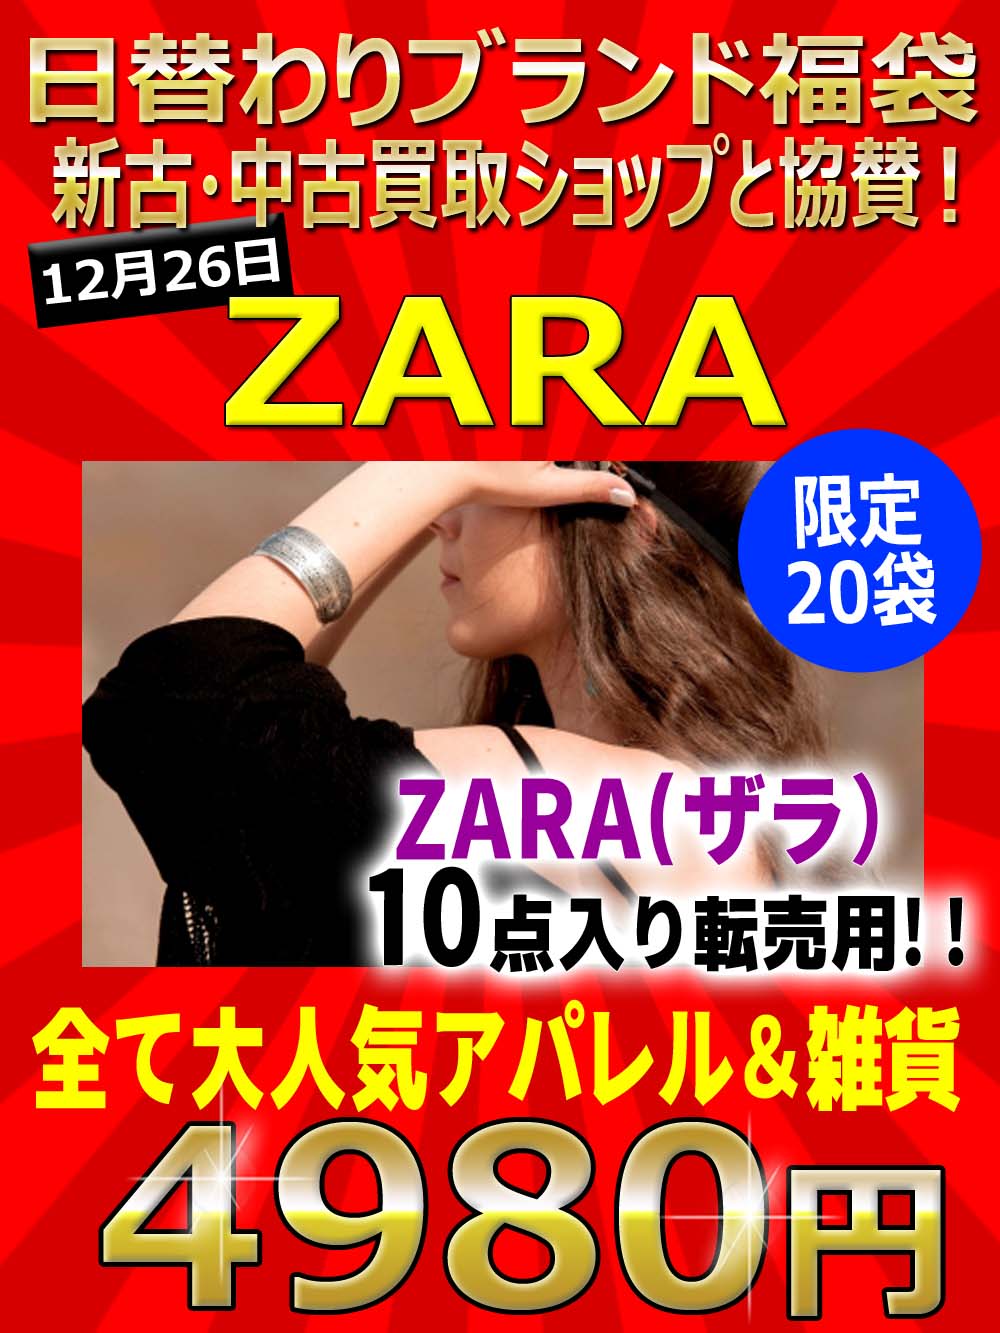 日替わりブランド福袋
新古・中古買取ショップと協賛！
12月26日
ZARA
限定
20袋
ZARA(ザラ)
10点入り転売用!!
全て大人気アパレル＆雑貨
4980円